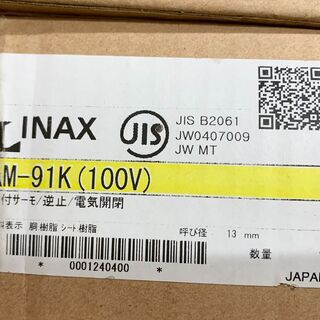 INAX
JIS
JIS B2061
JW0407009
JW MT
AM-91K(100V)
付サーモ/逆止/電気開閉
料表示 胴:樹脂 シート:樹脂
呼び径 13 mm
数量
* 0001240400 *
JAPAN